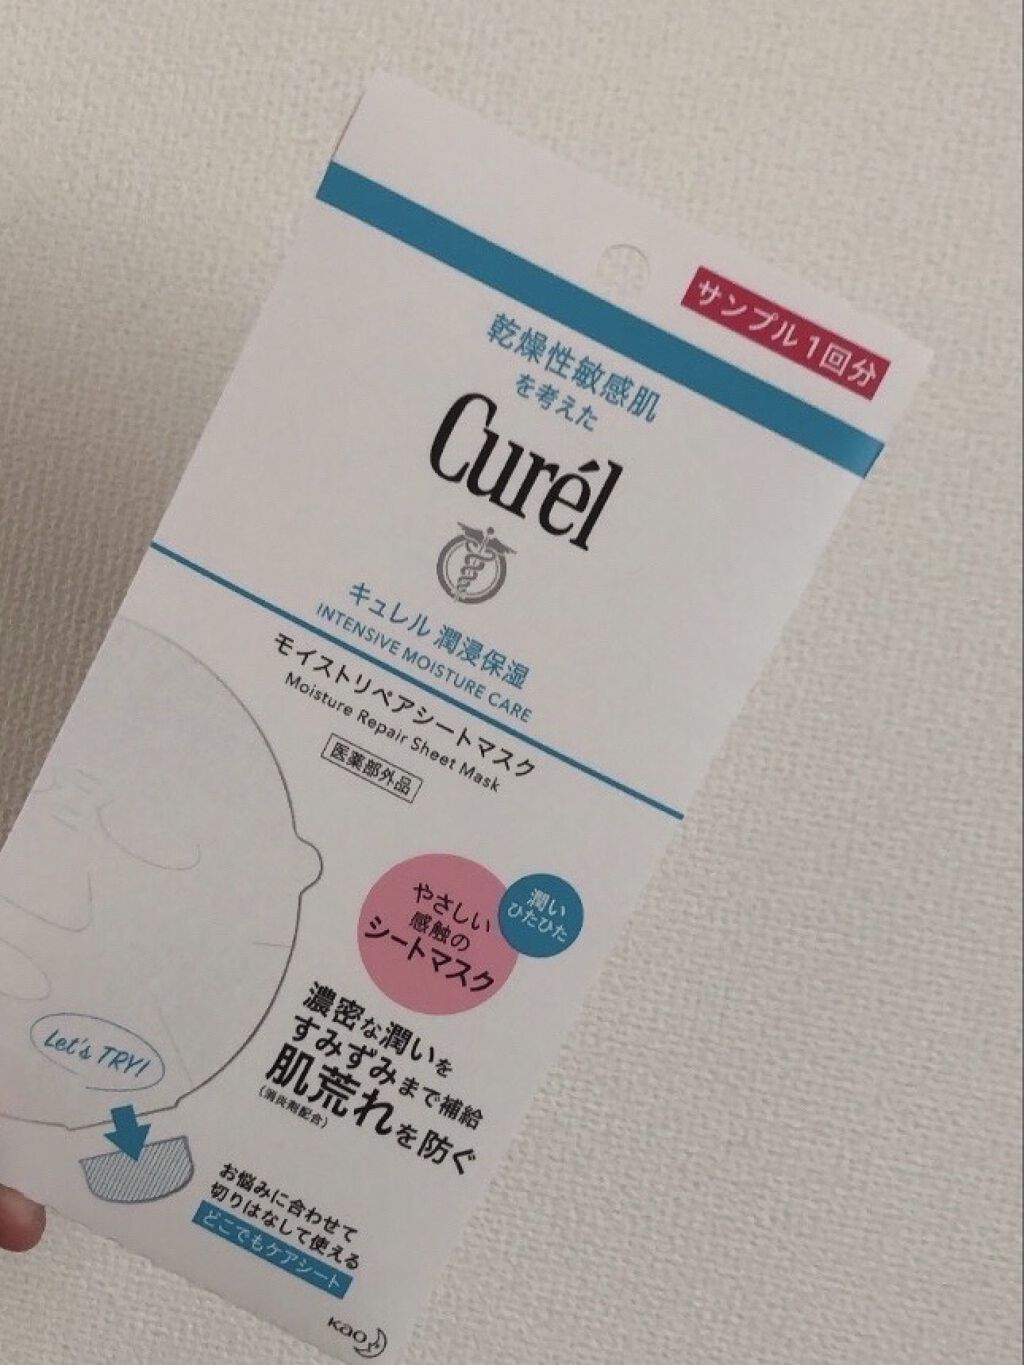 サンプル1回分
乾燥性敏感肌
を考えた
Curél
キュレル 潤浸保湿
INTENSIVE MOISTURE CARE
モイストリペアシートマスク
Moisture Repair Sheet Mask
医薬部外品
やさしい
感触の
シートマスク
潤い
ひたひた
濃密な潤いを
すみずみまで補給
肌荒れを防ぐ
(消炎剤配合)
Let's TRY!
お悩みに合わせて
切りはなして使える
どこでもケアシート
kao